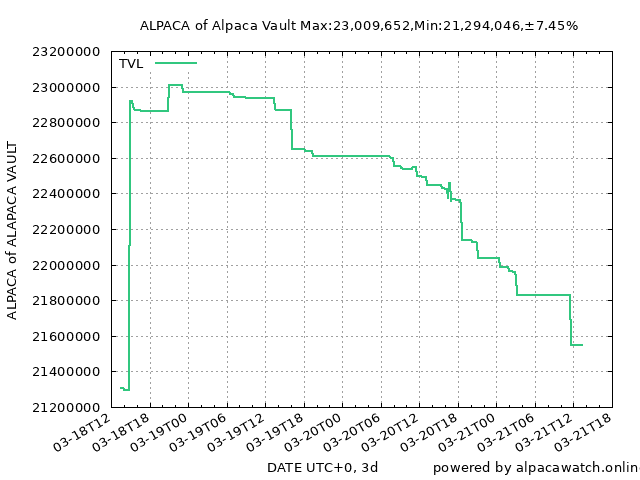 ALPACA of Alpaca Vault Max:23,009,652,Min:21,294,046,±7.45%
TVL
ALPACA of ALAPACA VAULT
23200000
23000000
22800000
22600000
22400000
22200000
22000000
21800000
21600000
21400000
21200000
03-18T12
03-18T18
03-19T00
03-19T06
03-19T12
03-19T18
03-20T00
03-20T06
03-20T12
03-20T18
03-21T00
03-21T06
03-21T12
03-21T18
DATE UTC+0, 3d
powered by alpacawatch.onlin